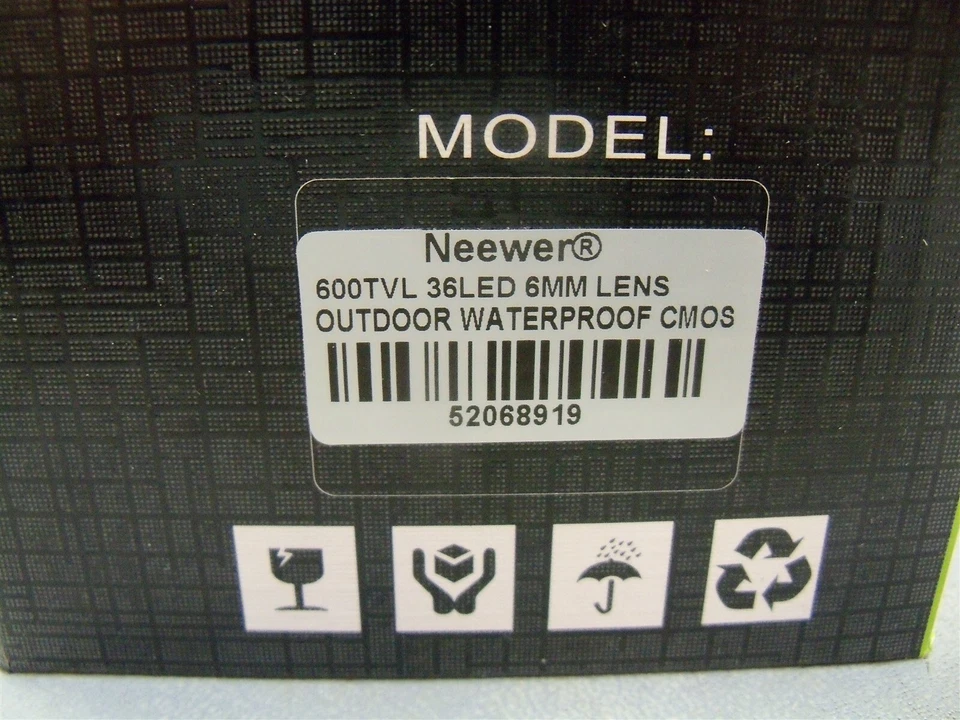 MODEL:
Neewer®
600TVL 36LED 6MM LENS
OUTDOOR WATERPROOF CMOS
52068919